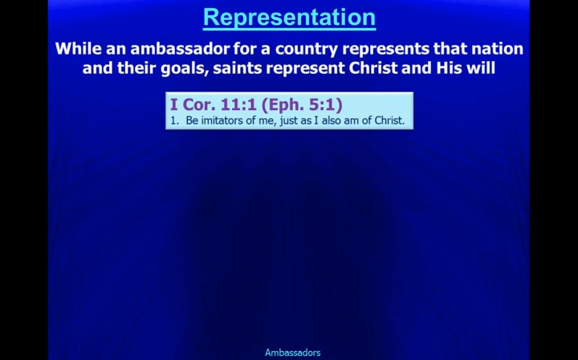 Representation
While an ambassador for a country represents that nation
and their goals, saints represent Christ and His will
I Cor. 11:1 (Eph. 5:1)
1. Be imitators of me, just as I also am of Christ.
Ambassadors